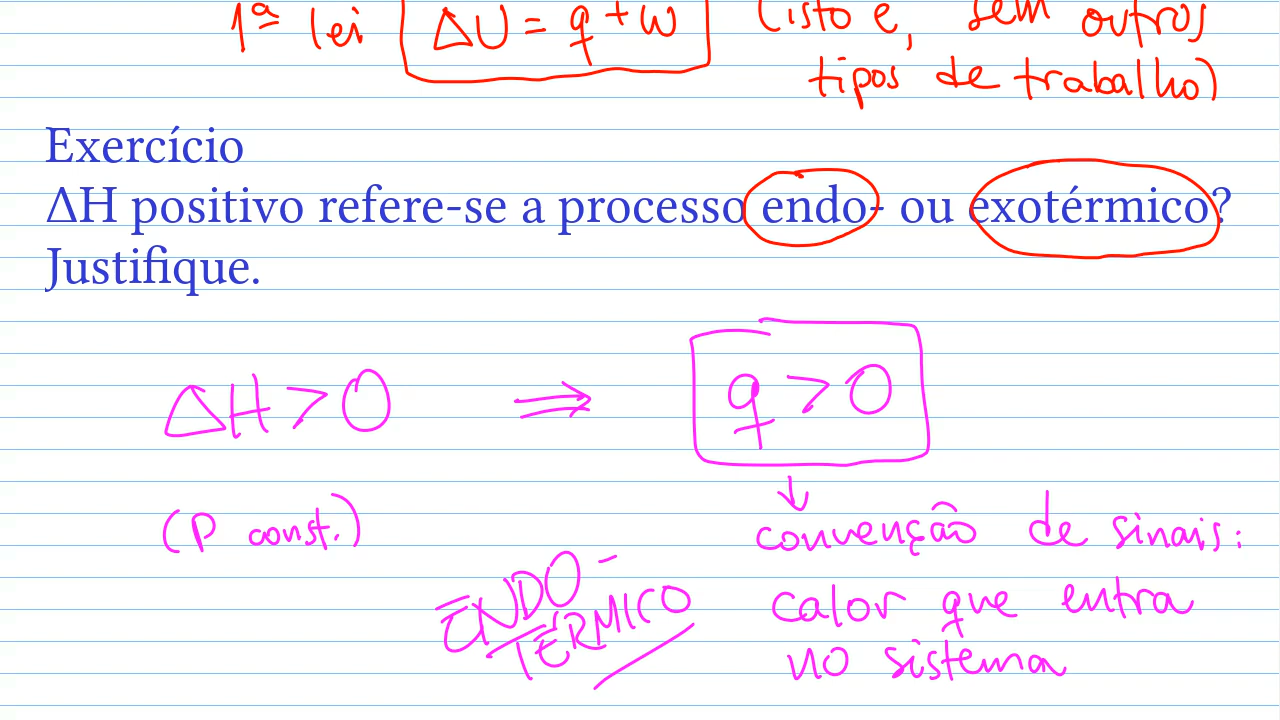 1ª lei ΔU = q + w (isto é, sem outros
tipos de trabalho)
Exercício
ΔH positivo refere-se a processo endo- ou exotérmico?
Justifique.
ΔH > 0 ⇒ q > 0
(P const.)
↓
convenção de sinais:
calor que entra
no sistema
ENDO-
TÉRMICO